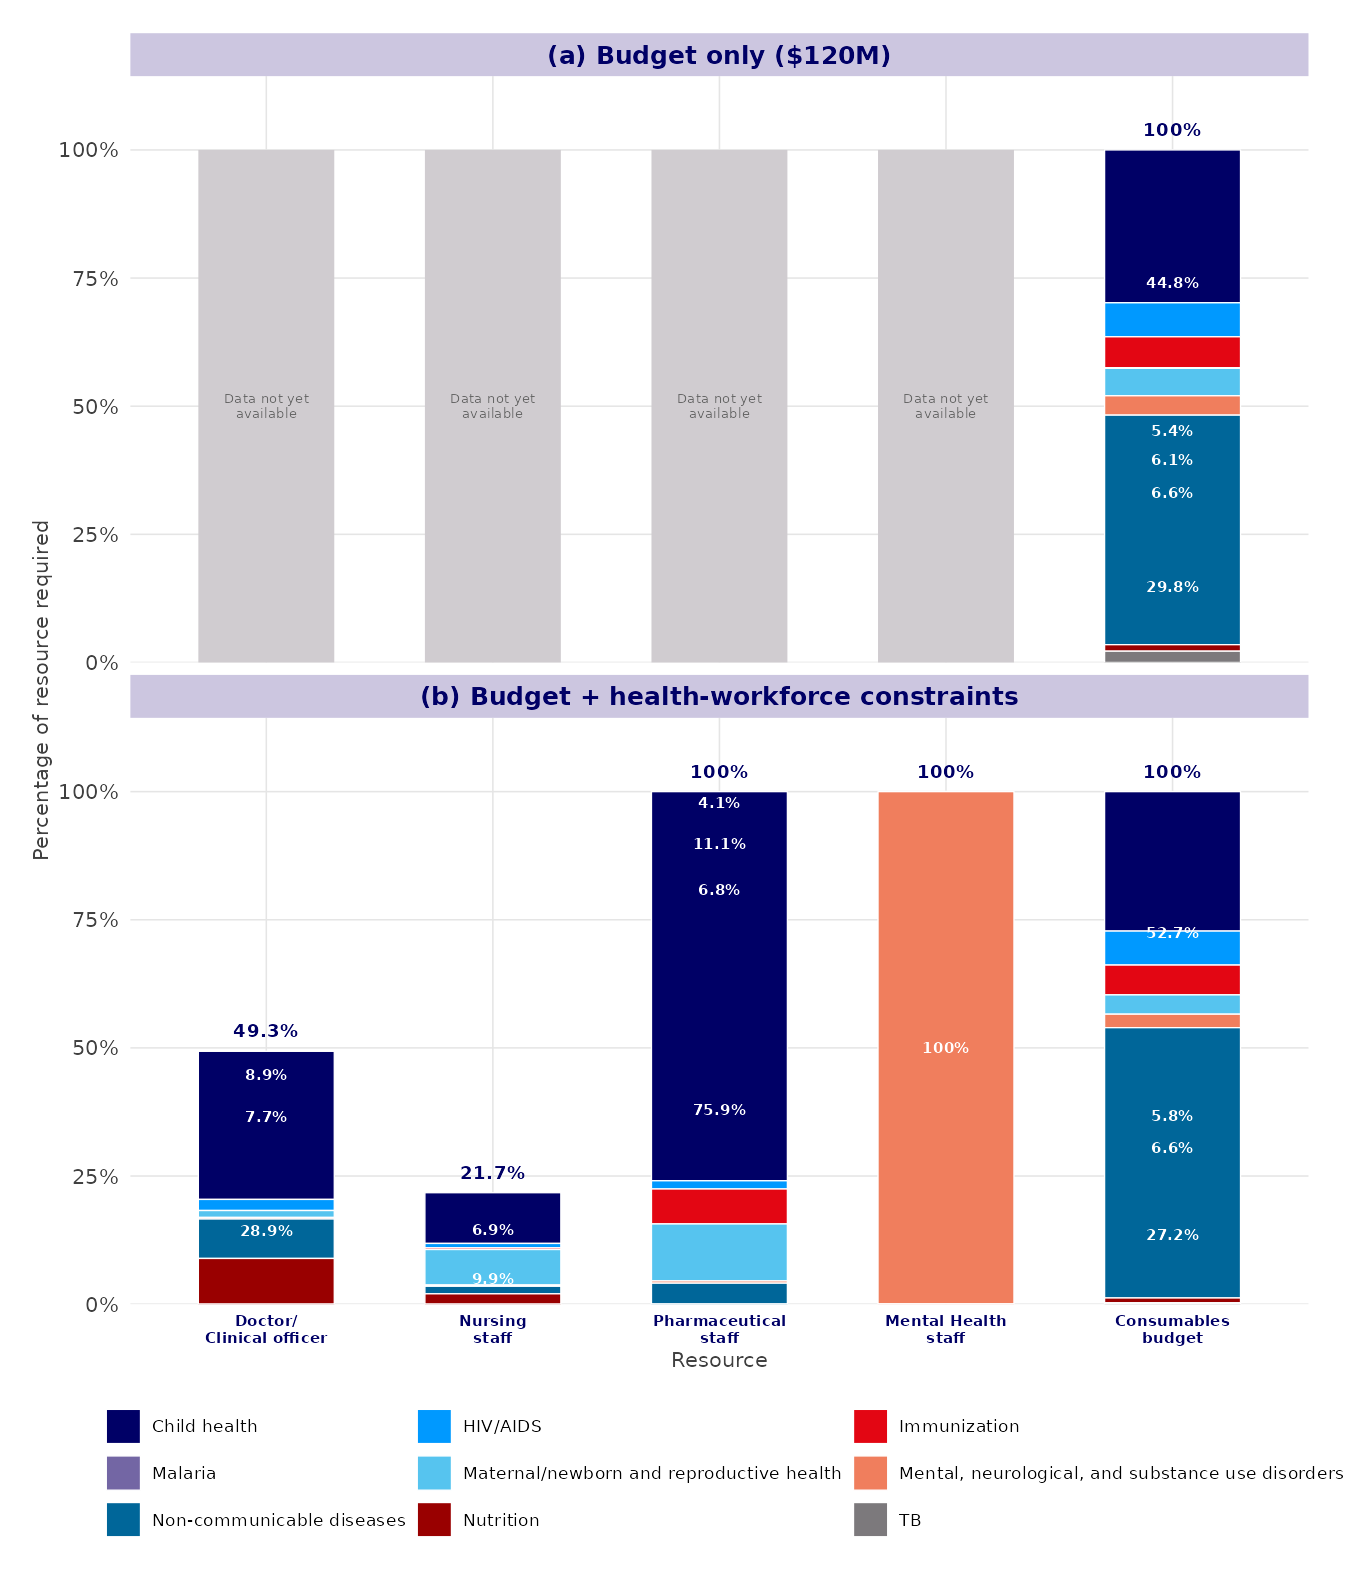 (a) Budget only ($120M)
100%
100%
44.8%
75%
Data not yet
available
Data not yet
available
Data not yet
available
Data not yet
available
50%
5.4%
6.1%
6.6%
25%
29.8%
0%
Percentage of resource required
(b) Budget + health-workforce constraints
100%
100%
100%
100%
4.1%
11.1%
6.8%
75%
52.7%
49.3%
50%
8.9%
100%
7.7%
75.9%
5.8%
6.6%
21.7%
25%
28.9%
6.9%
27.2%
9.9%
0%
Doctor/
Clinical officer
Nursing
staff
Pharmaceutical
staff
Mental Health
staff
Consumables
budget
Resource
Child health
HIV/AIDS
Immunization
Malaria
Maternal/newborn and reproductive health
Mental, neurological, and substance use disorders
Non-communicable diseases
Nutrition
TB